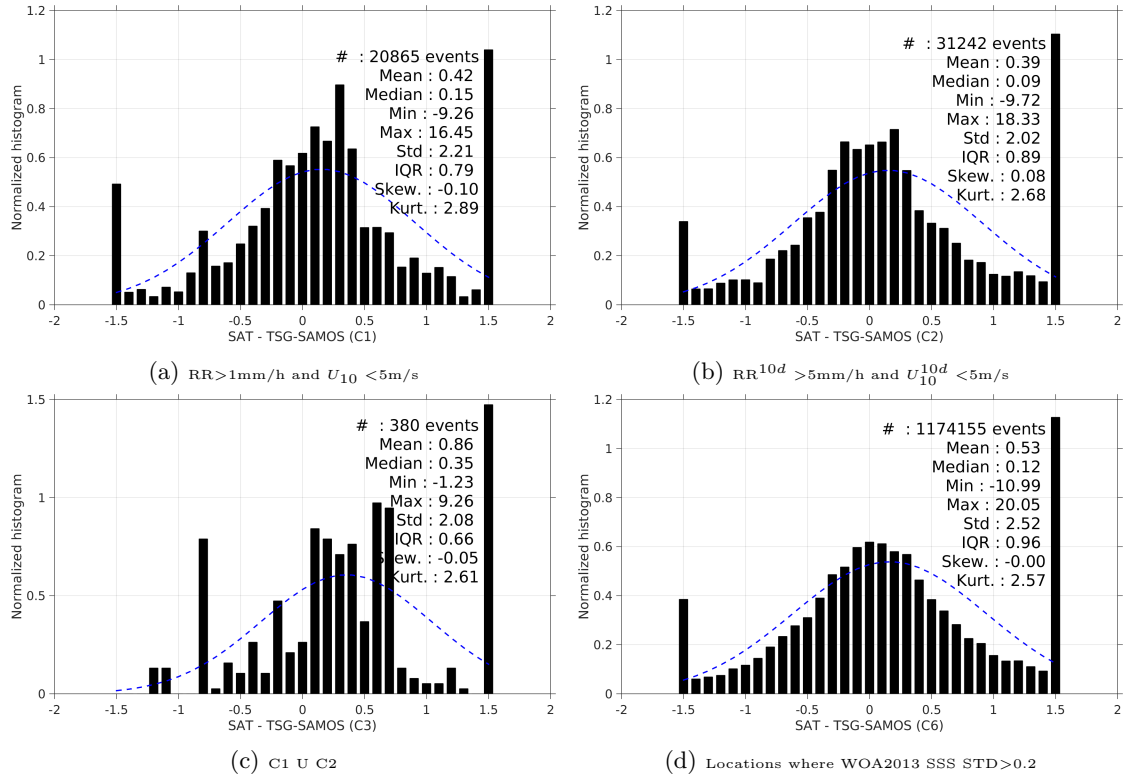 1.2
1
0.8
0.6
0.4
0.2
0
Normalized histogram
# : 20865 events
Mean : 0.42
Median : 0.15
Min : -9.26
Max : 16.45
Std : 2.21
IQR : 0.79
Skew. : -0.10
Kurt. : 2.89
-2 -1.5 -1 -0.5 0 0.5 1 1.5 2
SAT - TSG-SAMOS (C1)
(a) RR>1mm/h and U10 <5m/s
1.2
1
0.8
0.6
0.4
0.2
0
Normalized histogram
# : 31242 events
Mean : 0.39
Median : 0.09
Min : -9.72
Max : 18.33
Std : 2.02
IQR : 0.89
Skew. : 0.08
Kurt. : 2.68
-2 -1.5 -1 -0.5 0 0.5 1 1.5 2
SAT - TSG-SAMOS (C2)
(b) RR^10d >5mm/h and U10^10d <5m/s
1.5
1
0.5
0
Normalized histogram
# : 380 events
Mean : 0.86
Median : 0.35
Min : -1.23
Max : 9.26
Std : 2.08
IQR : 0.66
Skew. : -0.05
Kurt. : 2.61
-2 -1.5 -1 -0.5 0 0.5 1 1.5 2
SAT - TSG-SAMOS (C3)
(c) C1 U C2
1.2
1
0.8
0.6
0.4
0.2
0
Normalized histogram
# : 1174155 events
Mean : 0.53
Median : 0.12
Min : -10.99
Max : 20.05
Std : 2.52
IQR : 0.96
Skew. : -0.00
Kurt. : 2.57
-2 -1.5 -1 -0.5 0 0.5 1 1.5 2
SAT - TSG-SAMOS (C6)
(d) Locations where WOA2013 SSS STD>0.2